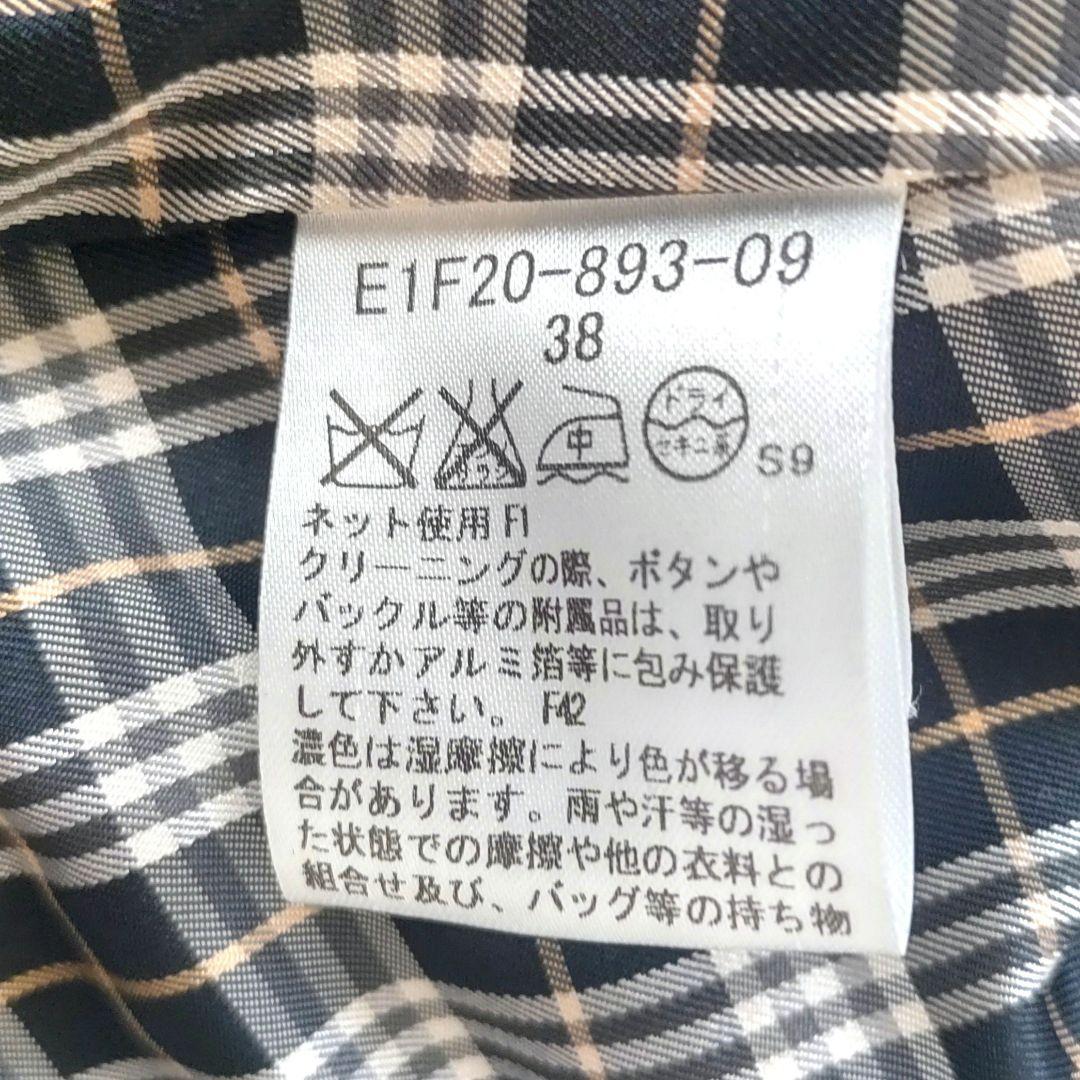 E1F20-893-09
38
エンソ
サラシ
中
ドライ
セキユ系
S9
ネット使用 F1
クリーニングの際、ボタンや
バックル等の附属品は、取り
外すかアルミ箔等に包み保護
して下さい。 F42
濃色は湿摩擦により色が移る場
合があります。雨や汗等の湿っ
た状態での摩擦や他の衣料との
組合せ及び、バッグ等の持ち物